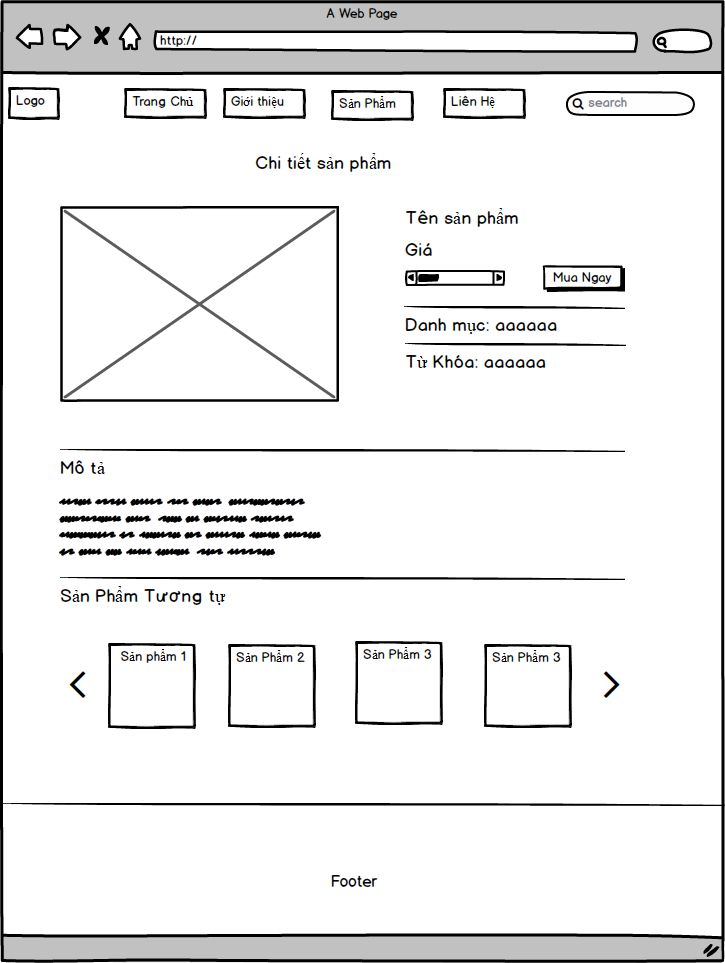 A Web Page
http://
Logo
Trang Chủ
Giới thiệu
Sản Phẩm
Liên Hệ
search
Chi tiết sản phẩm
Tên sản phẩm
Giá
Mua Ngay
Danh mục: aaaaaa
Từ Khóa: aaaaaa
Mô tả
Sản Phẩm Tương tự
Sản phẩm 1
Sản Phẩm 2
Sản Phẩm 3
Sản Phẩm 3
Footer